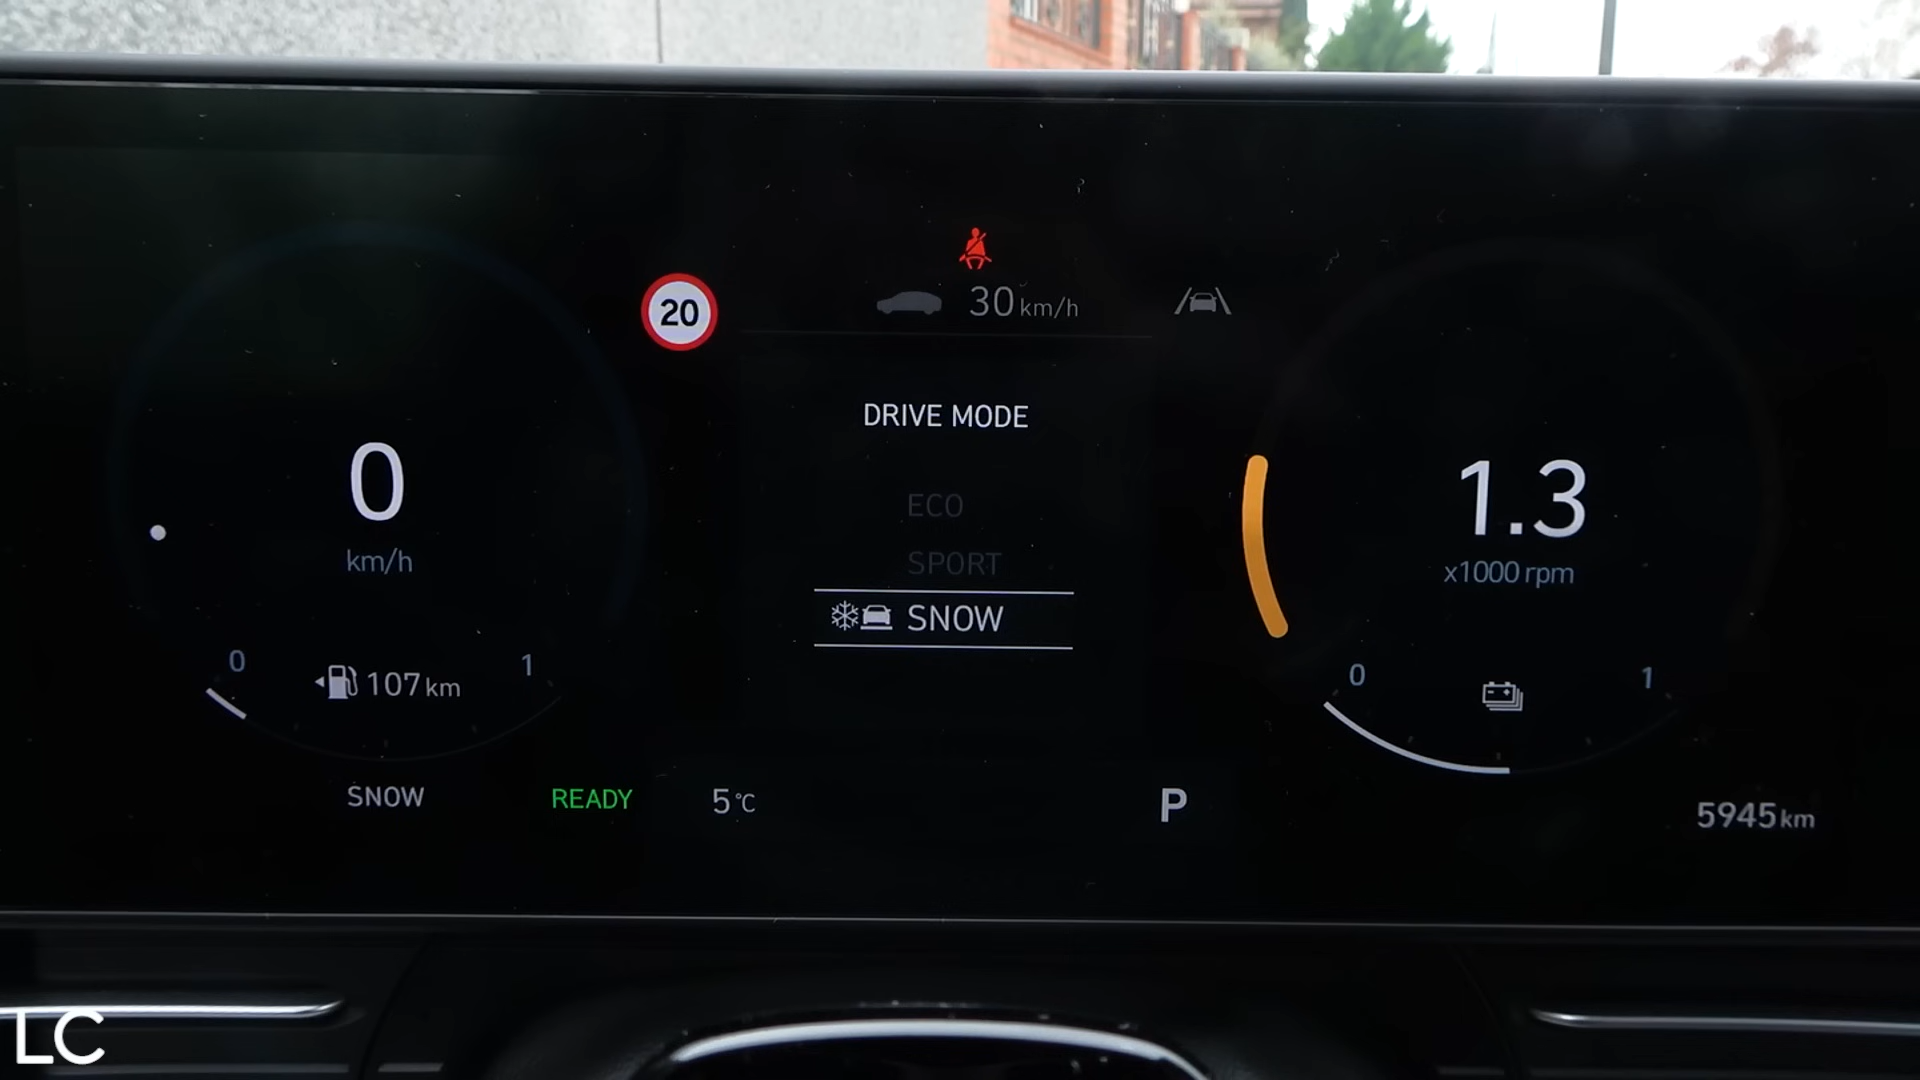 20
30 km/h
DRIVE MODE
ECO
SPORT
SNOW
0
km/h
0
1
107 km
1.3
x1000 rpm
0
1
SNOW
READY
5 °C
P
5945 km
LC